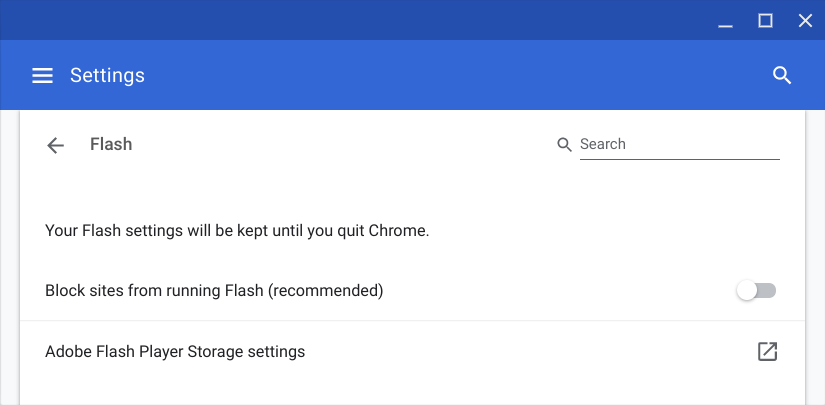 Settings
Flash
Search
Your Flash settings will be kept until you quit Chrome.
Block sites from running Flash (recommended)
Adobe Flash Player Storage settings